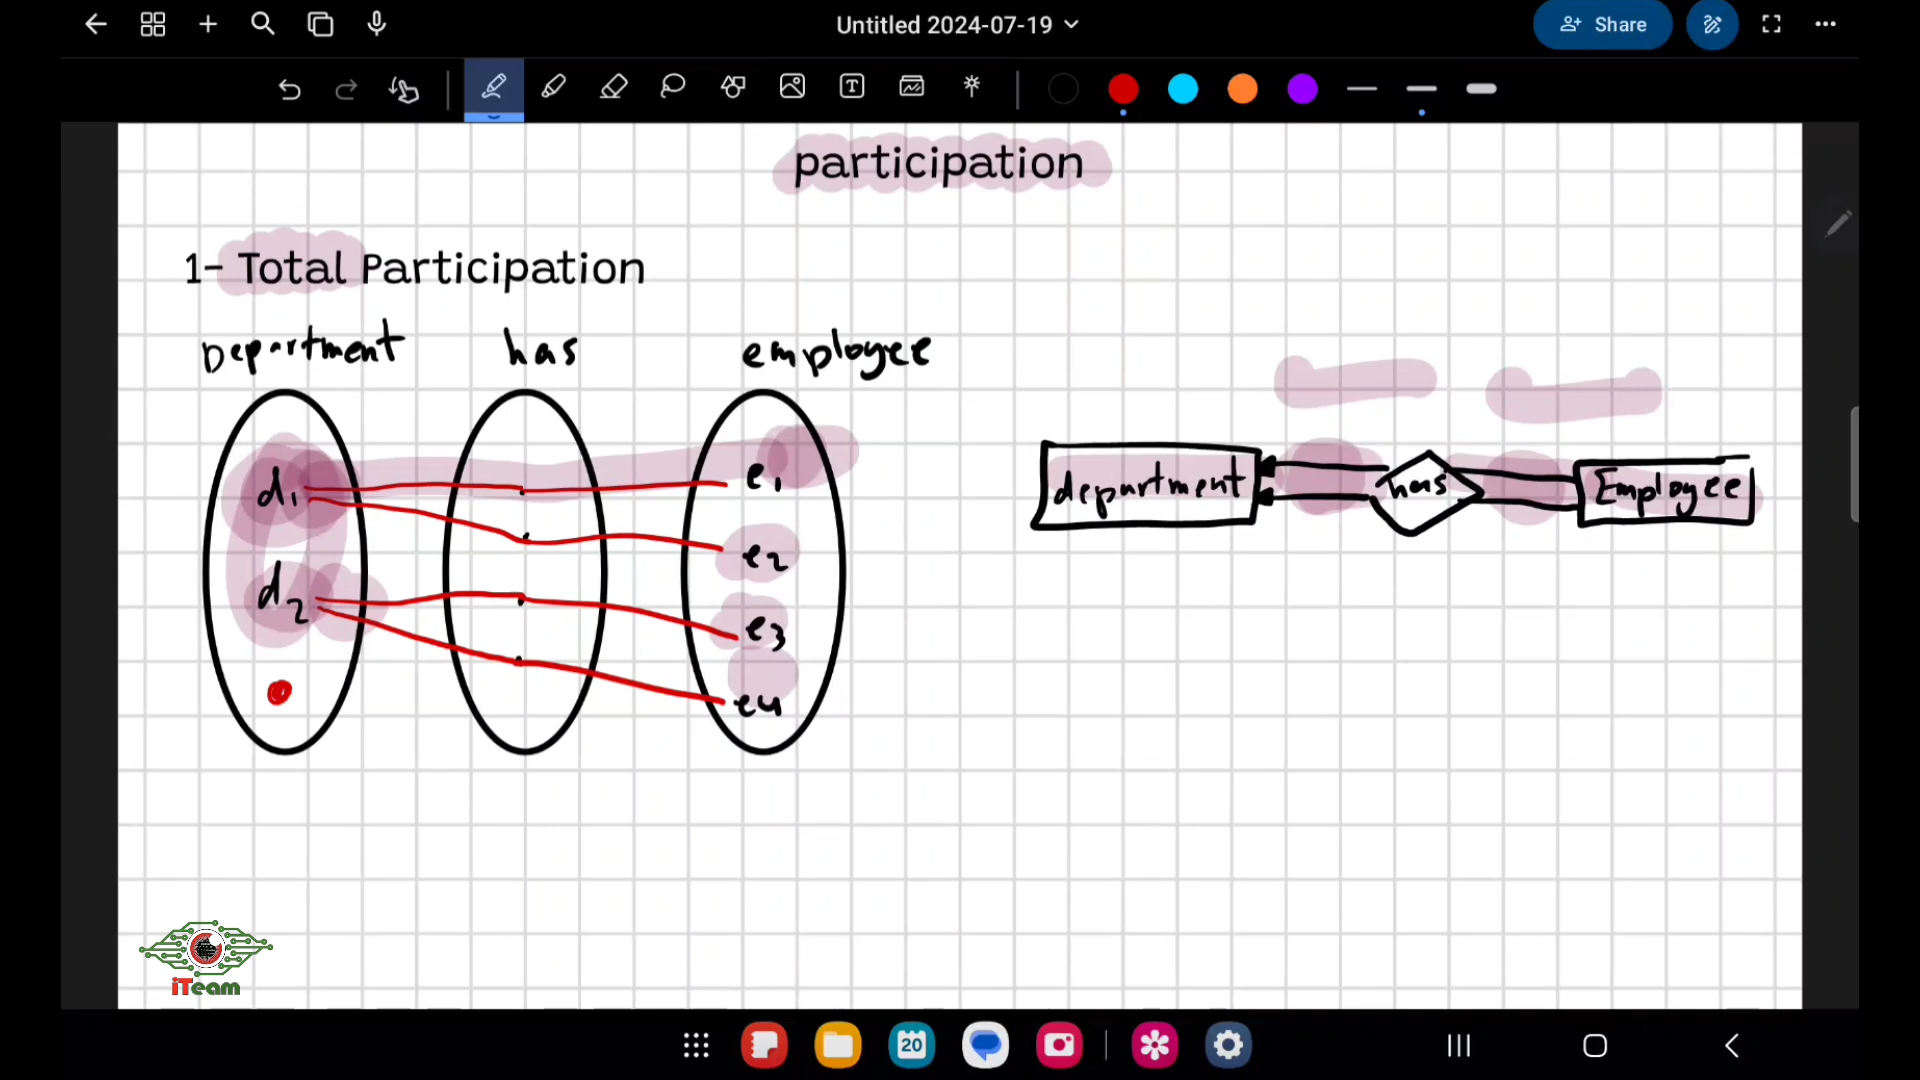 Untitled 2024-07-19
Share
participation
1- Total Participation
Department has employee
d1 e1
e2
d2
e3
e4
department has Employee
iTeam
20